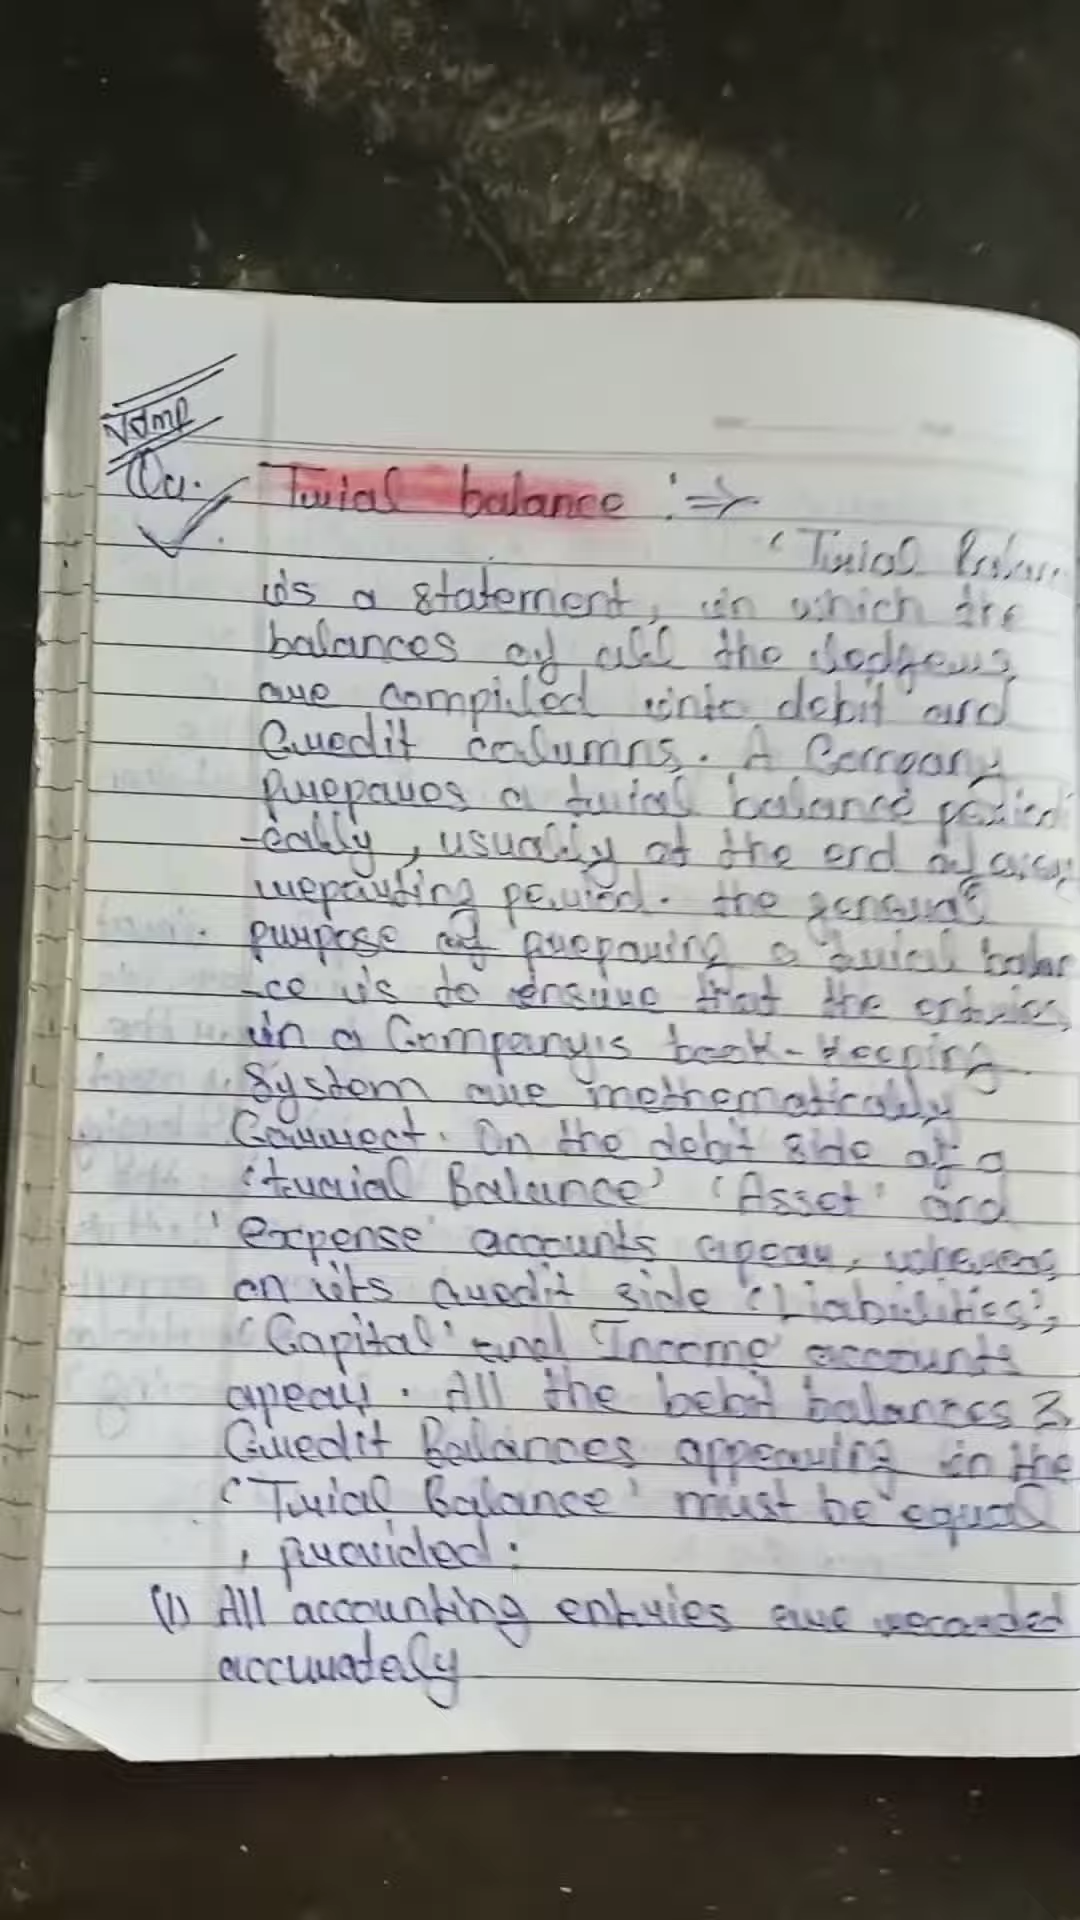 VImp
Qu. Trial balance :⇒
'Trial Balan
is a statement, in which the
balances of all the ledgers
are compiled into debit and
Credit columns. A Company
Prepares a trial balance periodi
-cally, usually at the end of
reporting period. the general
purpose of preparing a trial balan
-ce is to ensure that the entries
in a Company's book-keeping
System are mathematically
Correct. On the debit side of a
'trial Balance' 'Asset' and
'expense' accounts apear, whereas
on its credit side 'Liabilities',
'Capital' and 'Income' accounts
apear. All the bebit balances &
Credit Balances appearing in the
'Trial Balance' must be equal
, provided:
(1) All accounting entries are recorded
accurately